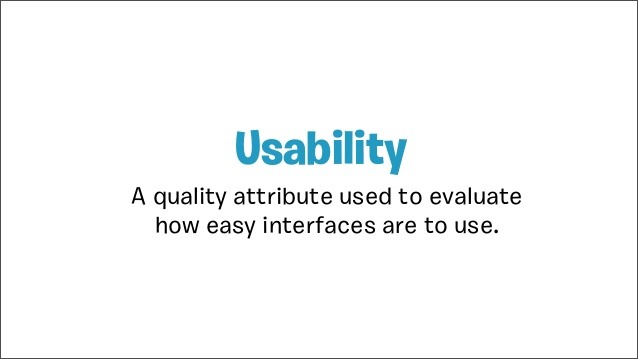 Usability
A quality attribute used to evaluate
how easy interfaces are to use.